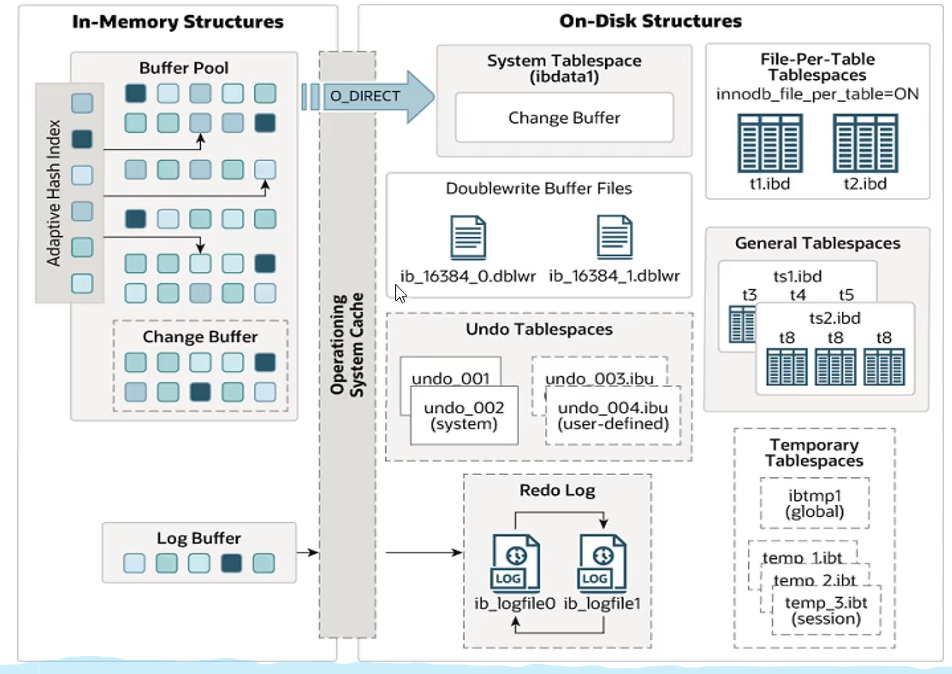 In-Memory Structures
Buffer Pool
Adaptive Hash Index
Change Buffer
Log Buffer
Operationing
System Cache
O_DIRECT
On-Disk Structures
System Tablespace
(ibdata1)
Change Buffer
File-Per-Table
Tablespaces
innodb_file_per_table=ON
t1.ibd
t2.ibd
Doublewrite Buffer Files
ib_16384_0.dblwr
ib_16384_1.dblwr
General Tablespaces
ts1.ibd
t3 t4 t5
ts2.ibd
t8 t8 t8
Undo Tablespaces
undo_001
undo_002
(system)
undo_003.ibu
undo_004.ibu
(user-defined)
Temporary
Tablespaces
ibtmp1
(global)
temp_1.ibt
temp_2.ibt
temp_3.ibt
(session)
Redo Log
LOG
LOG
ib_logfile0
ib_logfile1